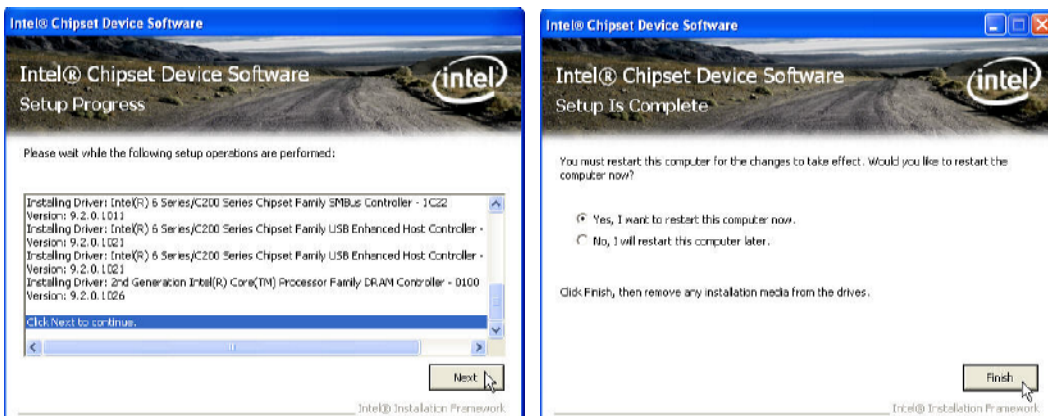 Intel® Chipset Device Software
Intel® Chipset Device Software
Setup Progress
intel
Please wait while the following setup operations are performed:
Installing Driver: Intel(R) 6 Series/C200 Series Chipset Family SMBus Controller - 1C22
Version: 9.2.0.1011
Installing Driver: Intel(R) 6 Series/C200 Series Chipset Family USB Enhanced Host Controller -
Version: 9.2.0.1021
Installing Driver: Intel(R) 6 Series/C200 Series Chipset Family USB Enhanced Host Controller -
Version: 9.2.0.1021
Installing Driver: 2nd Generation Intel(R) Core(TM) Processor Family DRAM Controller - 0100
Version: 9.2.0.1026
Click Next to continue.
Next
Intel® Installation Framework
Intel® Chipset Device Software
Intel® Chipset Device Software
Setup Is Complete
intel
You must restart this computer for the changes to take effect. Would you like to restart the
computer now?
Yes, I want to restart this computer now.
No, I will restart this computer later.
Click Finish, then remove any installation media from the drives.
Finish
Intel® Installation Framework